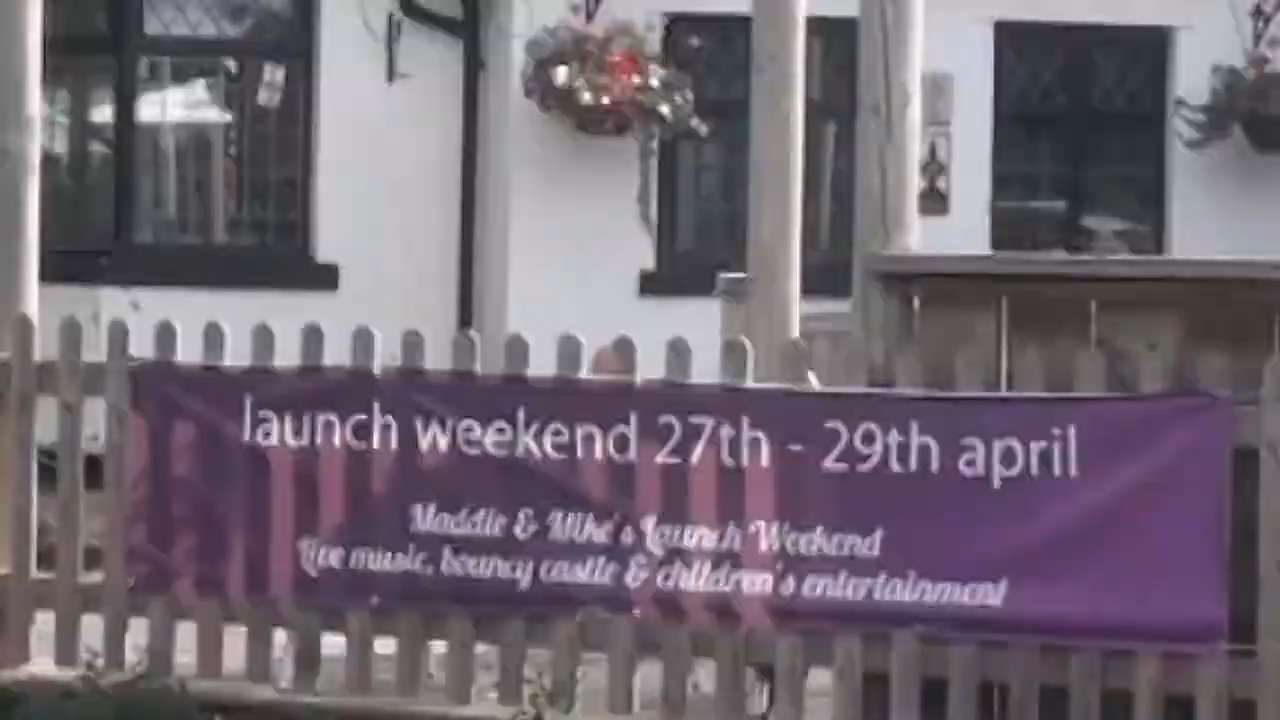 launch weekend 27th - 29th april
Maddie & Mike's Launch Weekend
Live music, bouncy castle & children's entertainment